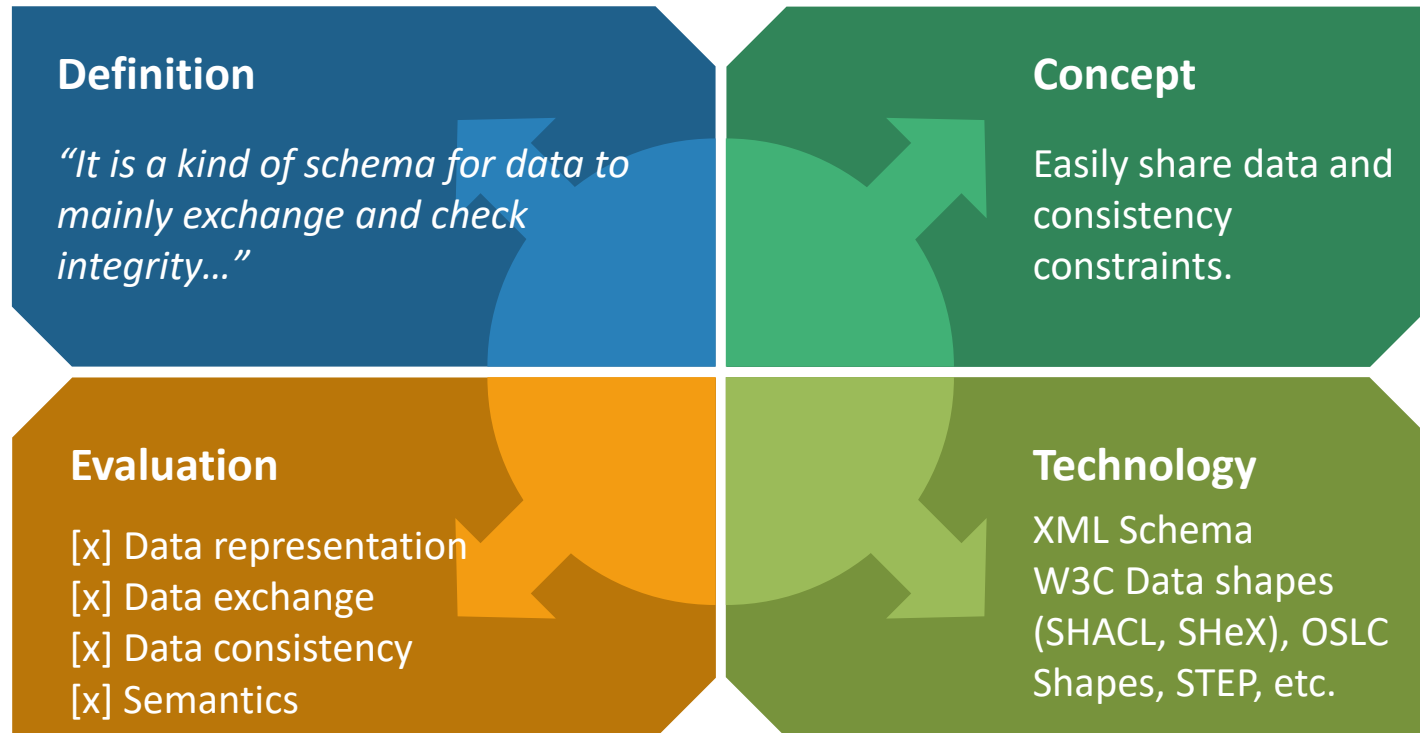 Definition
“It is a kind of schema for data to
mainly exchange and check
integrity…”
Concept
Easily share data and
consistency
constraints.
Evaluation
[x] Data representation
[x] Data exchange
[x] Data consistency
[x] Semantics
Technology
XML Schema
W3C Data shapes
(SHACL, SHeX), OSLC
Shapes, STEP, etc.